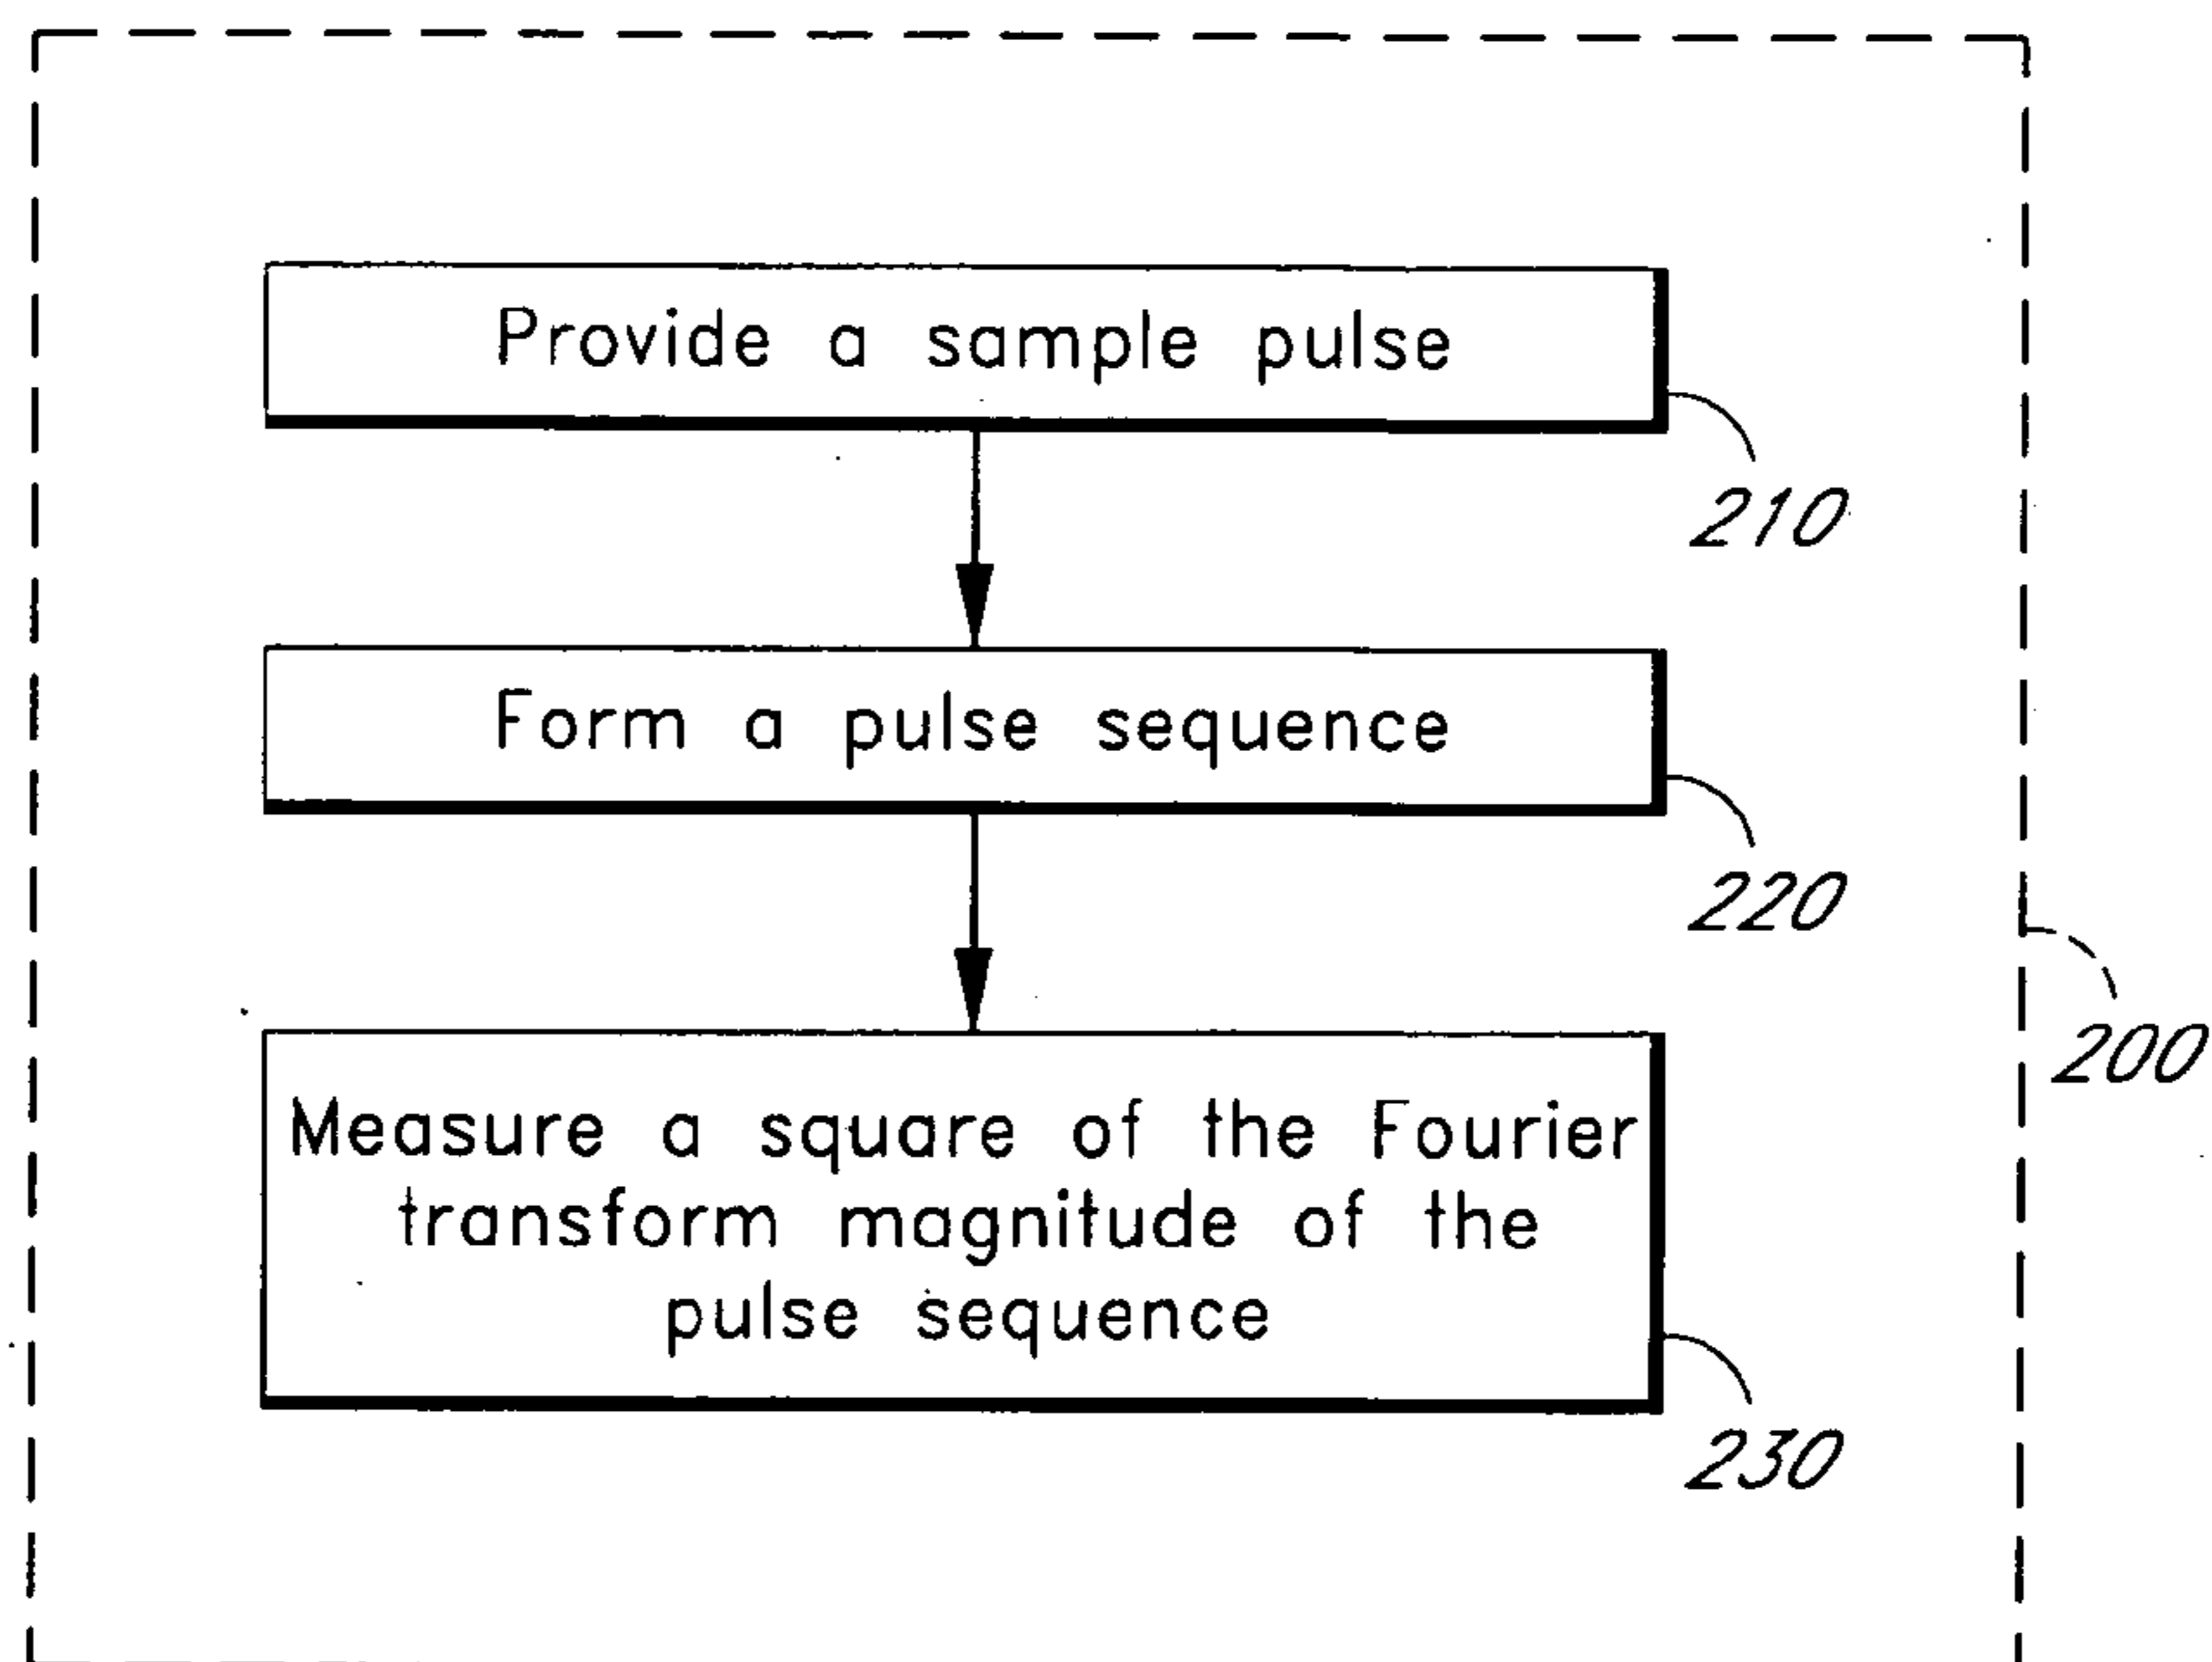 Provide a sample pulse
210
Form a pulse sequence
220
200
Measure a square of the Fourier
transform magnitude of the
pulse sequence
230